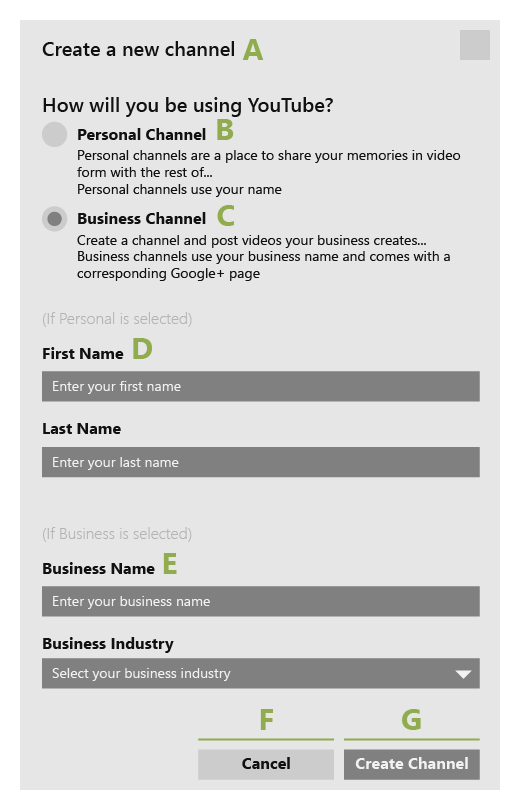 Create a new channel A
How will you be using YouTube?
Personal Channel B
Personal channels are a place to share your memories in video
form with the rest of...
Personal channels use your name
Business Channel C
Create a channel and post videos your business creates...
Business channels use your business name and comes with a
corresponding Google+ page
(If Personal is selected)
First Name D
Enter your first name
Last Name
Enter your last name
(If Business is selected)
Business Name E
Enter your business name
Business Industry
Select your business industry
F G
Cancel Create Channel